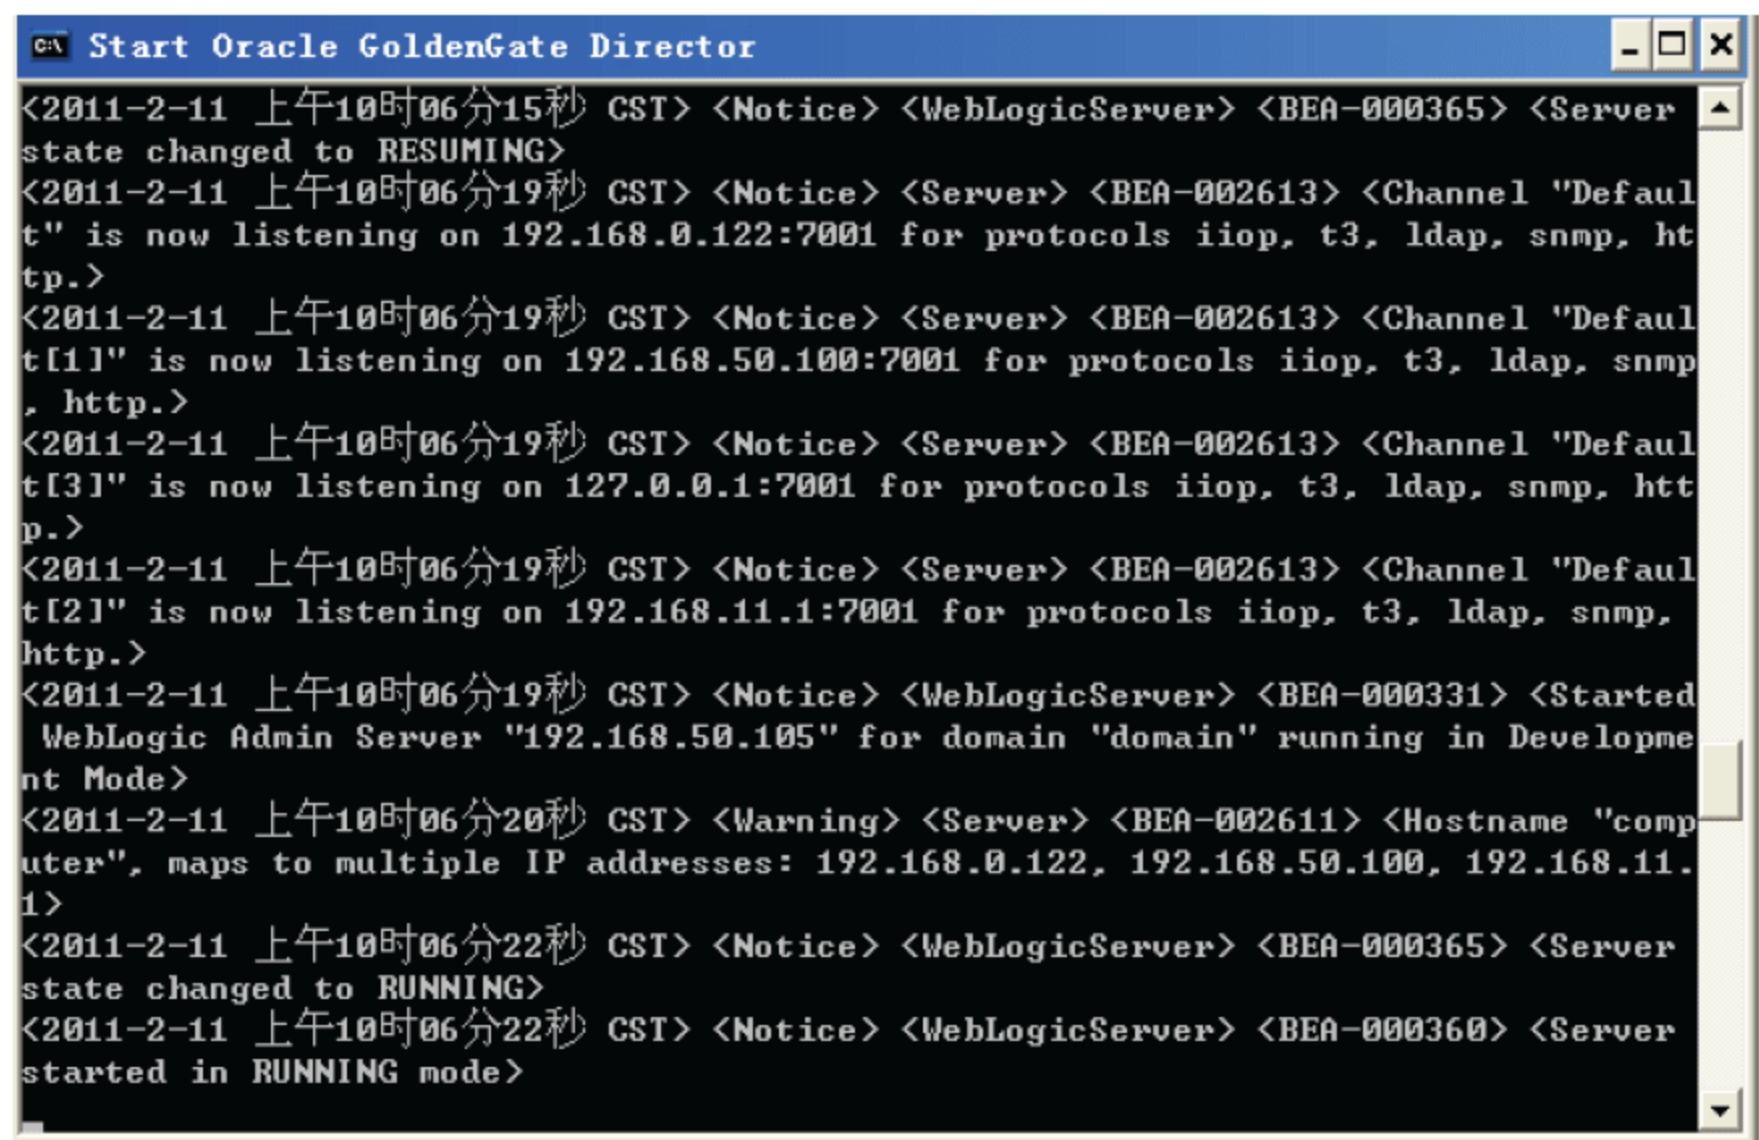 Start Oracle GoldenGate Director
<2011-2-11 上午10时06分15秒 CST> <Notice> <WebLogicServer> <BEA-000365> <Server
state changed to RESUMING>
<2011-2-11 上午10时06分19秒 CST> <Notice> <Server> <BEA-002613> <Channel "Defaul
t" is now listening on 192.168.0.122:7001 for protocols iiop, t3, ldap, snmp, ht
tp.>
<2011-2-11 上午10时06分19秒 CST> <Notice> <Server> <BEA-002613> <Channel "Defaul
t[1]" is now listening on 192.168.50.100:7001 for protocols iiop, t3, ldap, snmp
, http.>
<2011-2-11 上午10时06分19秒 CST> <Notice> <Server> <BEA-002613> <Channel "Defaul
t[3]" is now listening on 127.0.0.1:7001 for protocols iiop, t3, ldap, snmp, htt
p.>
<2011-2-11 上午10时06分19秒 CST> <Notice> <Server> <BEA-002613> <Channel "Defaul
t[2]" is now listening on 192.168.11.1:7001 for protocols iiop, t3, ldap, snmp,
http.>
<2011-2-11 上午10时06分19秒 CST> <Notice> <WebLogicServer> <BEA-000331> <Started
 WebLogic Admin Server "192.168.50.105" for domain "domain" running in Developme
nt Mode>
<2011-2-11 上午10时06分20秒 CST> <Warning> <Server> <BEA-002611> <Hostname "comp
uter", maps to multiple IP addresses: 192.168.0.122, 192.168.50.100, 192.168.11.
1>
<2011-2-11 上午10时06分22秒 CST> <Notice> <WebLogicServer> <BEA-000365> <Server
state changed to RUNNING>
<2011-2-11 上午10时06分22秒 CST> <Notice> <WebLogicServer> <BEA-000360> <Server
started in RUNNING mode>